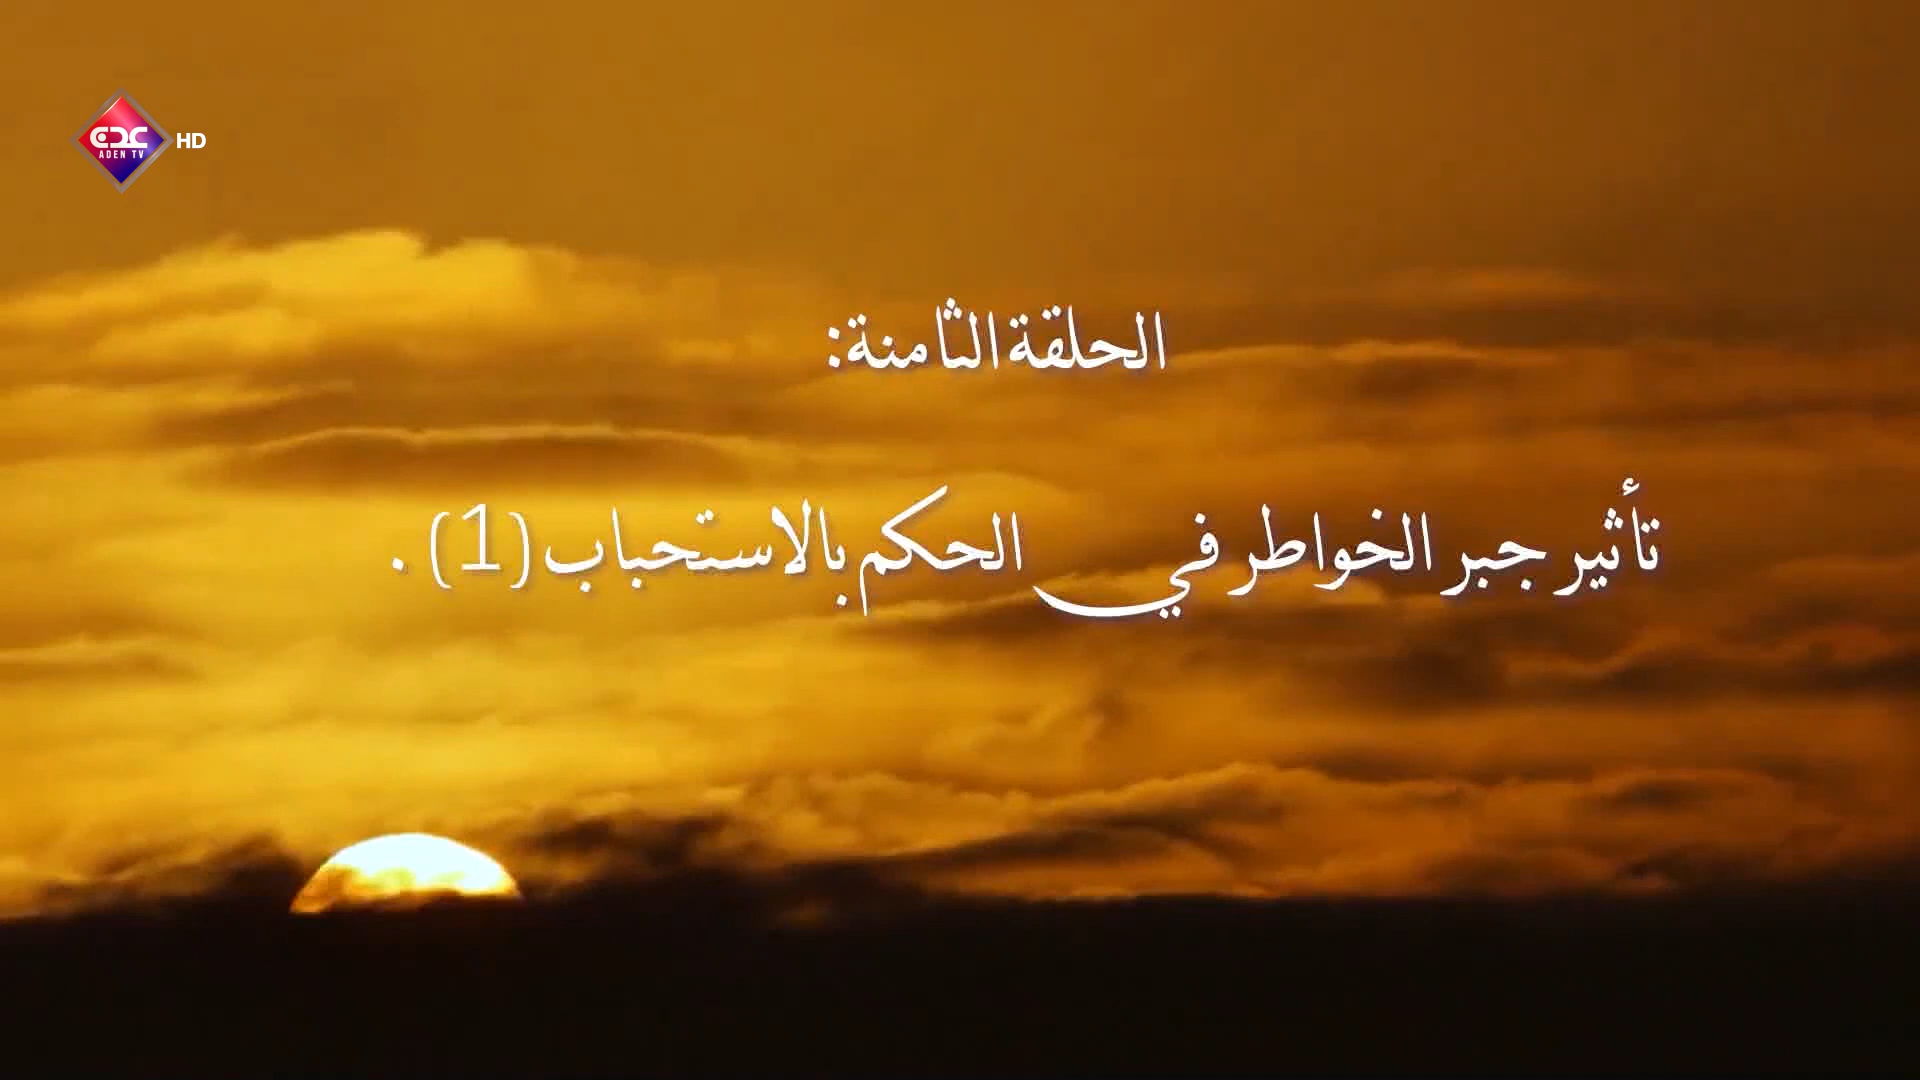 عدن
ADEN TV
HD
الحلقة الثامنة:
تأثير جبر الخواطر في الحكم بالاستحباب (1) .